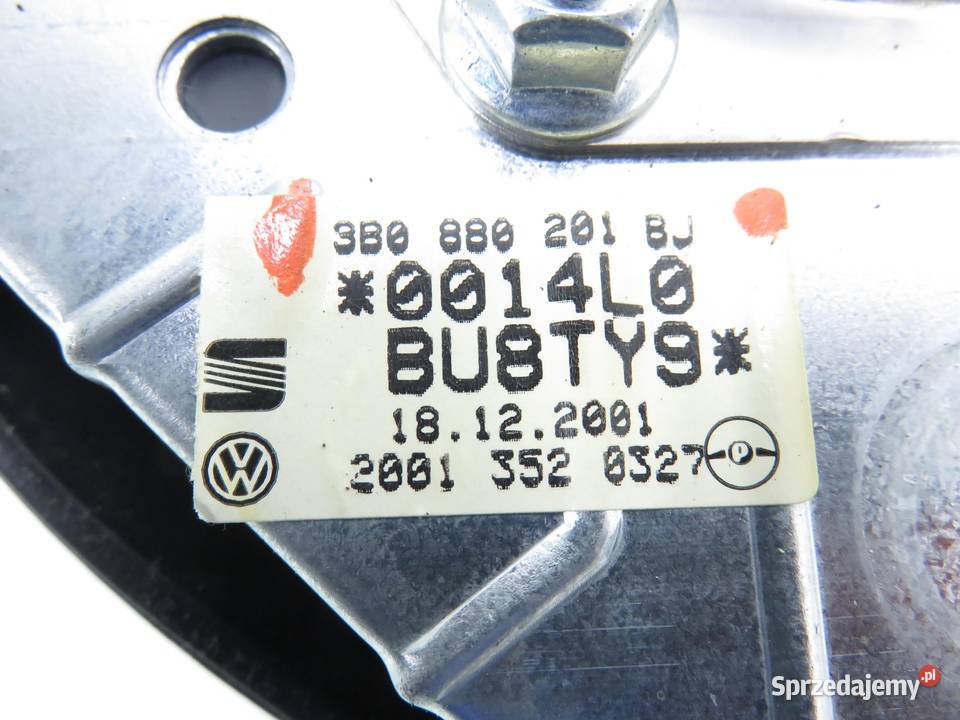 3B0 880 201 BJ
*0014L0
BU8TY9*
18.12.2001
2001 352 0327
P
Sprzedajemy.pl